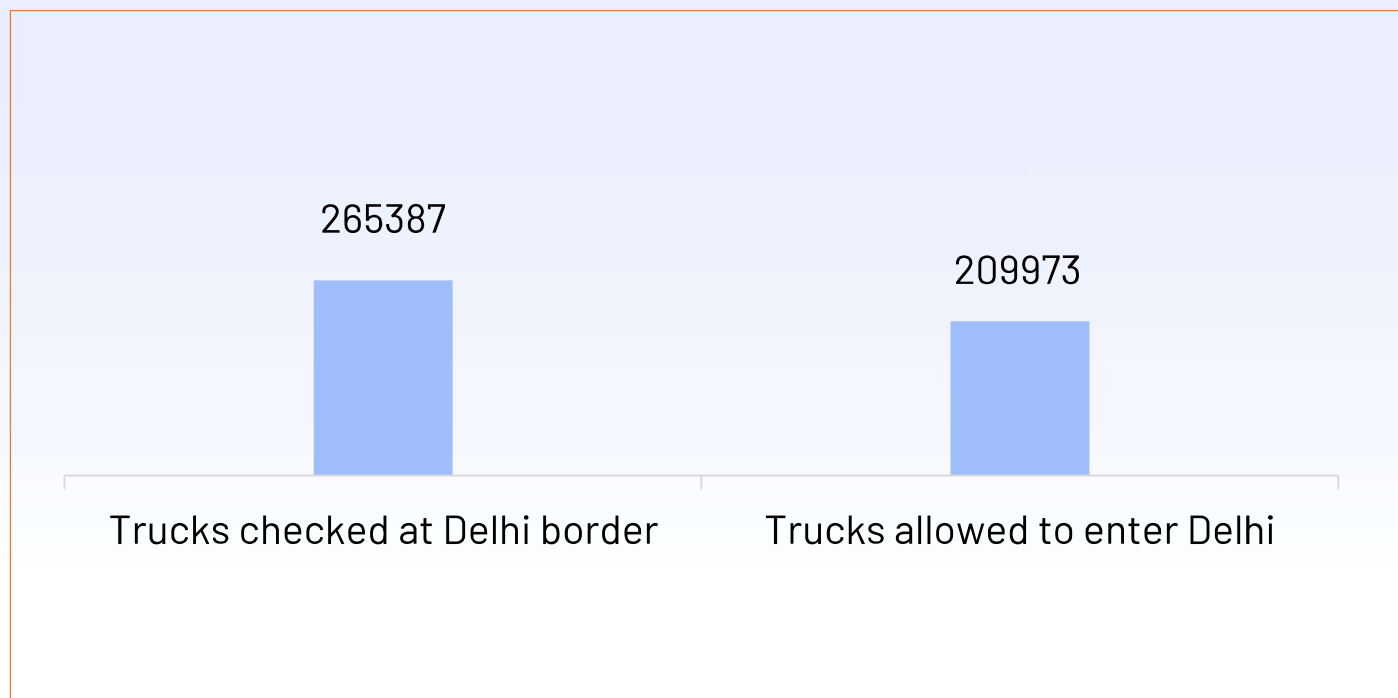 265387
209973
Trucks checked at Delhi border
Trucks allowed to enter Delhi